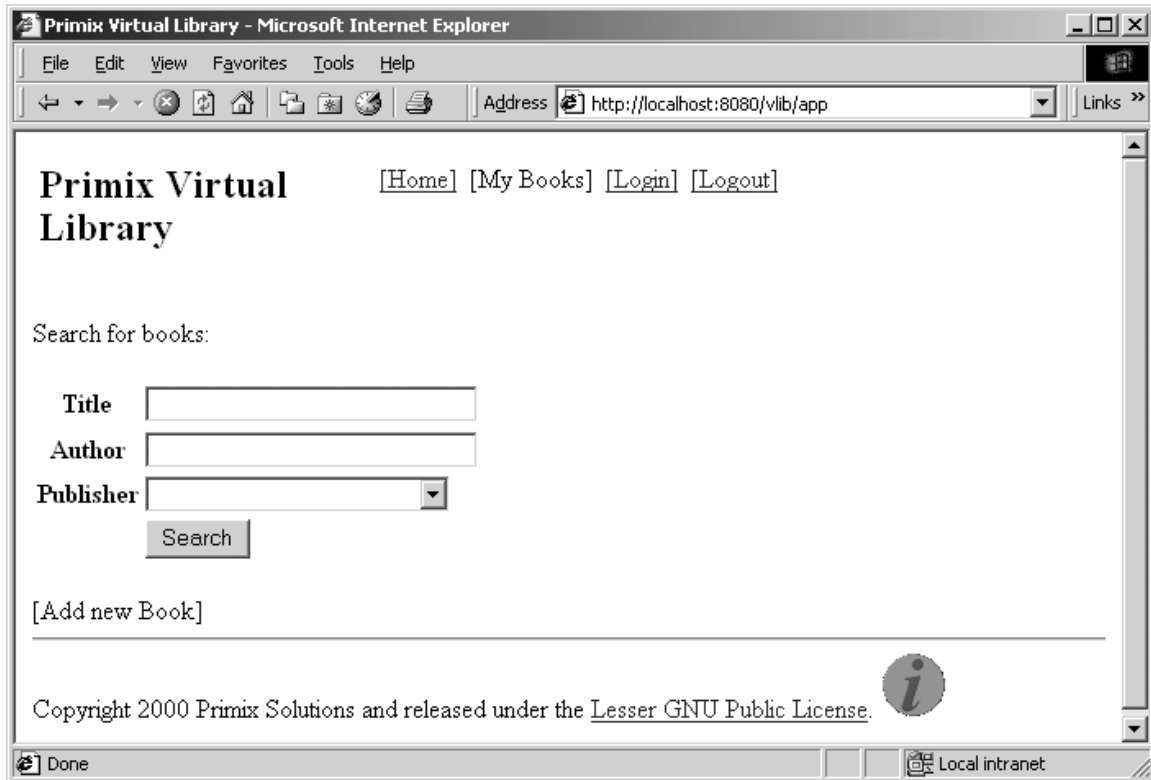 Primix Virtual Library - Microsoft Internet Explorer
File Edit View Favorites Tools Help
Address http://localhost:8080/vlib/app Links »
Primix Virtual
Library
[Home] [My Books] [Login] [Logout]
Search for books:
Title
Author
Publisher
Search
[Add new Book]
Copyright 2000 Primix Solutions and released under the Lesser GNU Public License.
i
Done Local intranet